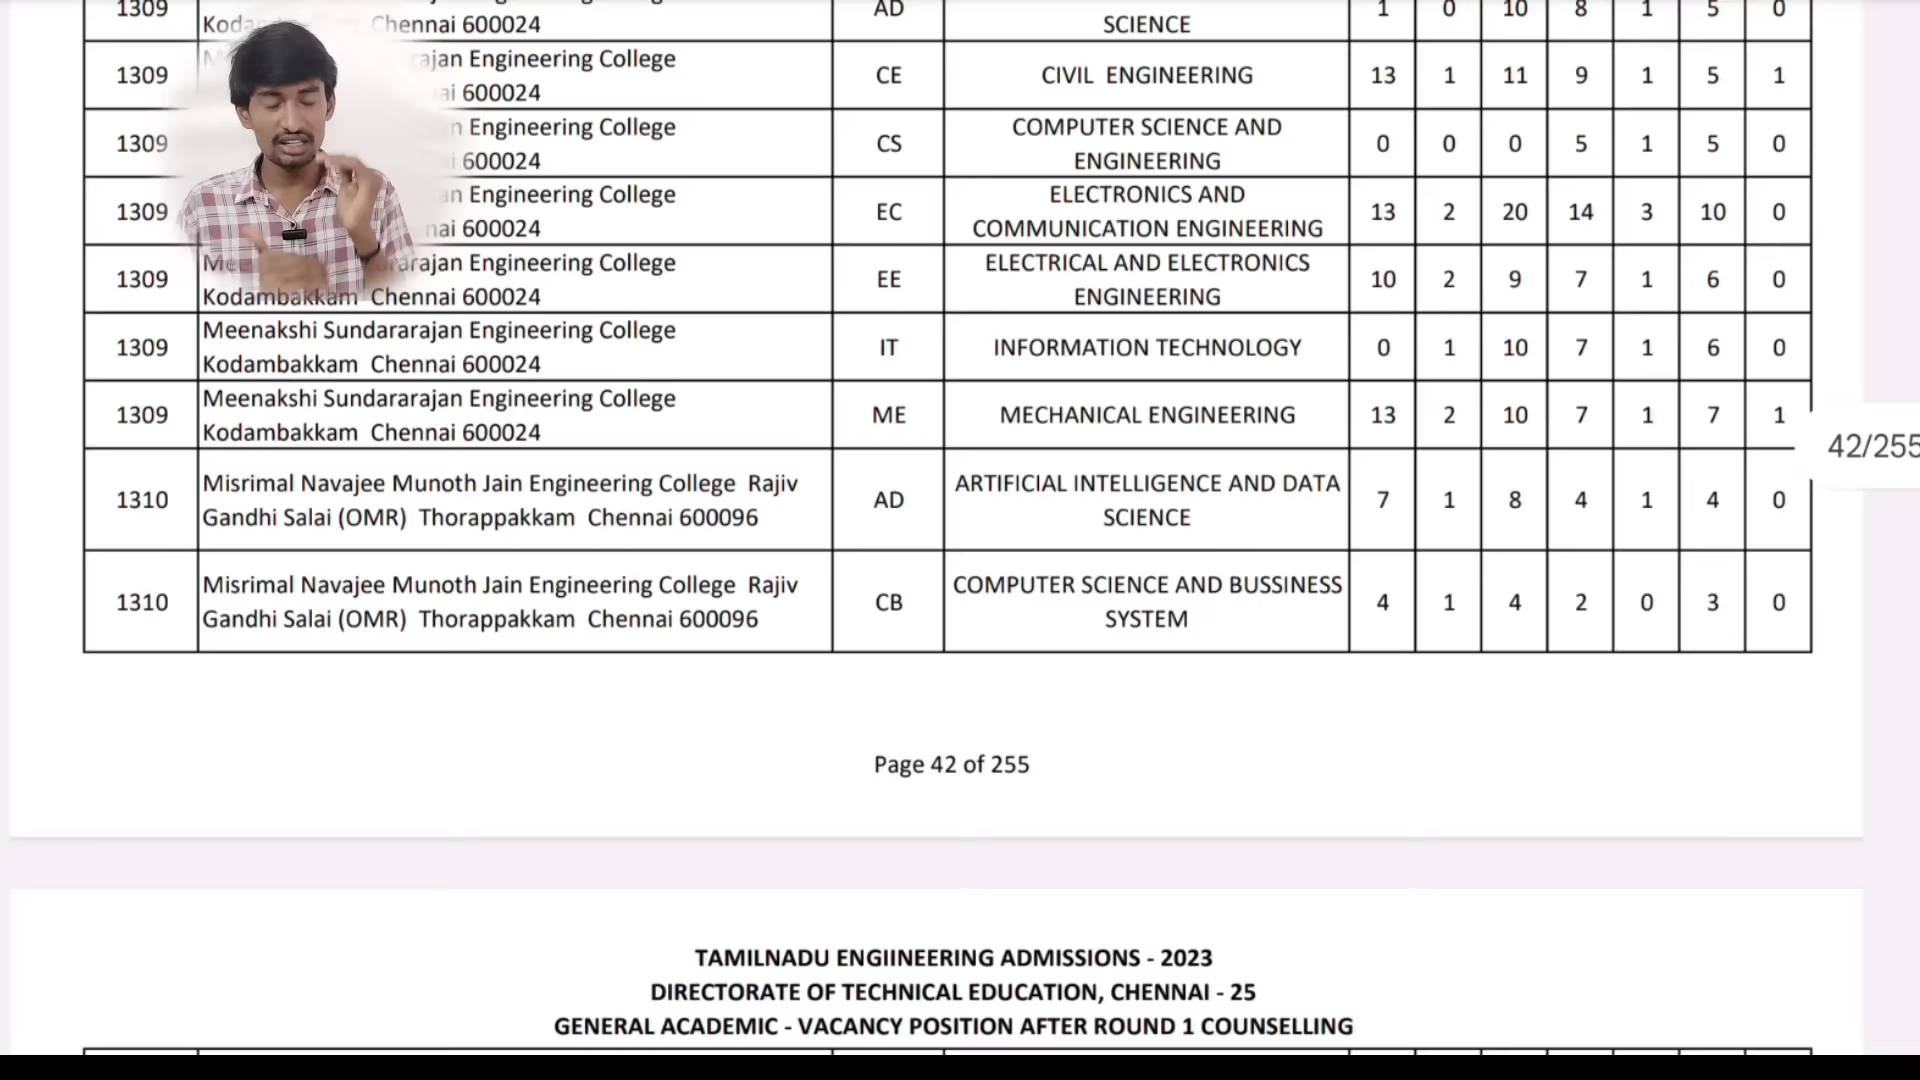 1309 Chennai 600024 AD SCIENCE 1 0 10 8 1 5 0
1309 Engineering College CE CIVIL ENGINEERING 13 1 11 9 1 5 1
600024
1309 Engineering College CS COMPUTER SCIENCE AND ENGINEERING 0 0 0 5 1 5 0
600024
1309 Engineering College EC ELECTRONICS AND COMMUNICATION ENGINEERING 13 2 20 14 3 10 0
600024
1309 Engineering College EE ELECTRICAL AND ELECTRONICS ENGINEERING 10 2 9 7 1 6 0
Kodambakkam Chennai 600024
1309 Meenakshi Sundararajan Engineering College IT INFORMATION TECHNOLOGY 0 1 10 7 1 6 0
Kodambakkam Chennai 600024
1309 Meenakshi Sundararajan Engineering College ME MECHANICAL ENGINEERING 13 2 10 7 1 7 1
Kodambakkam Chennai 600024
42/255
1310 Misrimal Navajee Munoth Jain Engineering College Rajiv AD ARTIFICIAL INTELLIGENCE AND DATA SCIENCE 7 1 8 4 1 4 0
Gandhi Salai (OMR) Thorappakkam Chennai 600096
1310 Misrimal Navajee Munoth Jain Engineering College Rajiv CB COMPUTER SCIENCE AND BUSSINESS SYSTEM 4 1 4 2 0 3 0
Gandhi Salai (OMR) Thorappakkam Chennai 600096
Page 42 of 255
TAMILNADU ENGIINEERING ADMISSIONS - 2023
DIRECTORATE OF TECHNICAL EDUCATION, CHENNAI - 25
GENERAL ACADEMIC - VACANCY POSITION AFTER ROUND 1 COUNSELLING